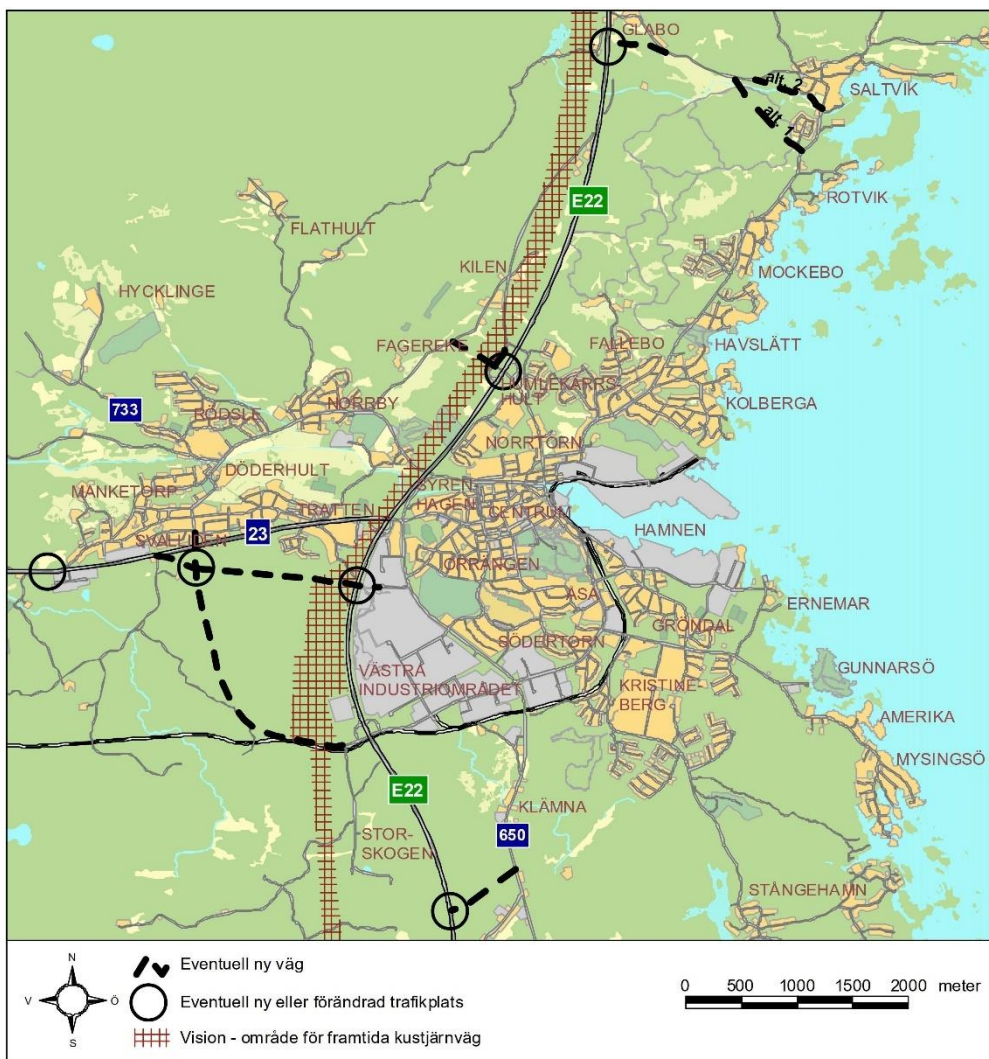 GLABO
alt. 2
SALTVIK
alt. 1
ROTVIK
E22
FLATHULT
MOCKEBO
KILEN
HYCKLINGE
FAGEREKE
FALLEBO
HAVSLÄTT
HUMLEKÄRRS-
HULT
KOLBERGA
733
RÖDSLE
NORRBY
NORRTORN
DÖDERHULT
MÅNKETORP
SYREN-
HAGEN
TRATTEN
CENTRUM
23
HAMNEN
SVALLIDEN
ORRÄNGEN
ÅSA
ERNEMAR
GRÖNDAL
SÖDERTORN
GUNNARSÖ
VÄSTRA
INDUSTRIOMRÅDET
KRISTINE-
BERG
AMERIKA
MYSINGSÖ
E22
KLÄMNA
650
STOR-
SKOGEN
STÅNGEHAMN
N
V
Ö
S
Eventuell ny väg
Eventuell ny eller förändrad trafikplats
Vision - område för framtida kustjärnväg
0 500 1000 1500 2000 meter